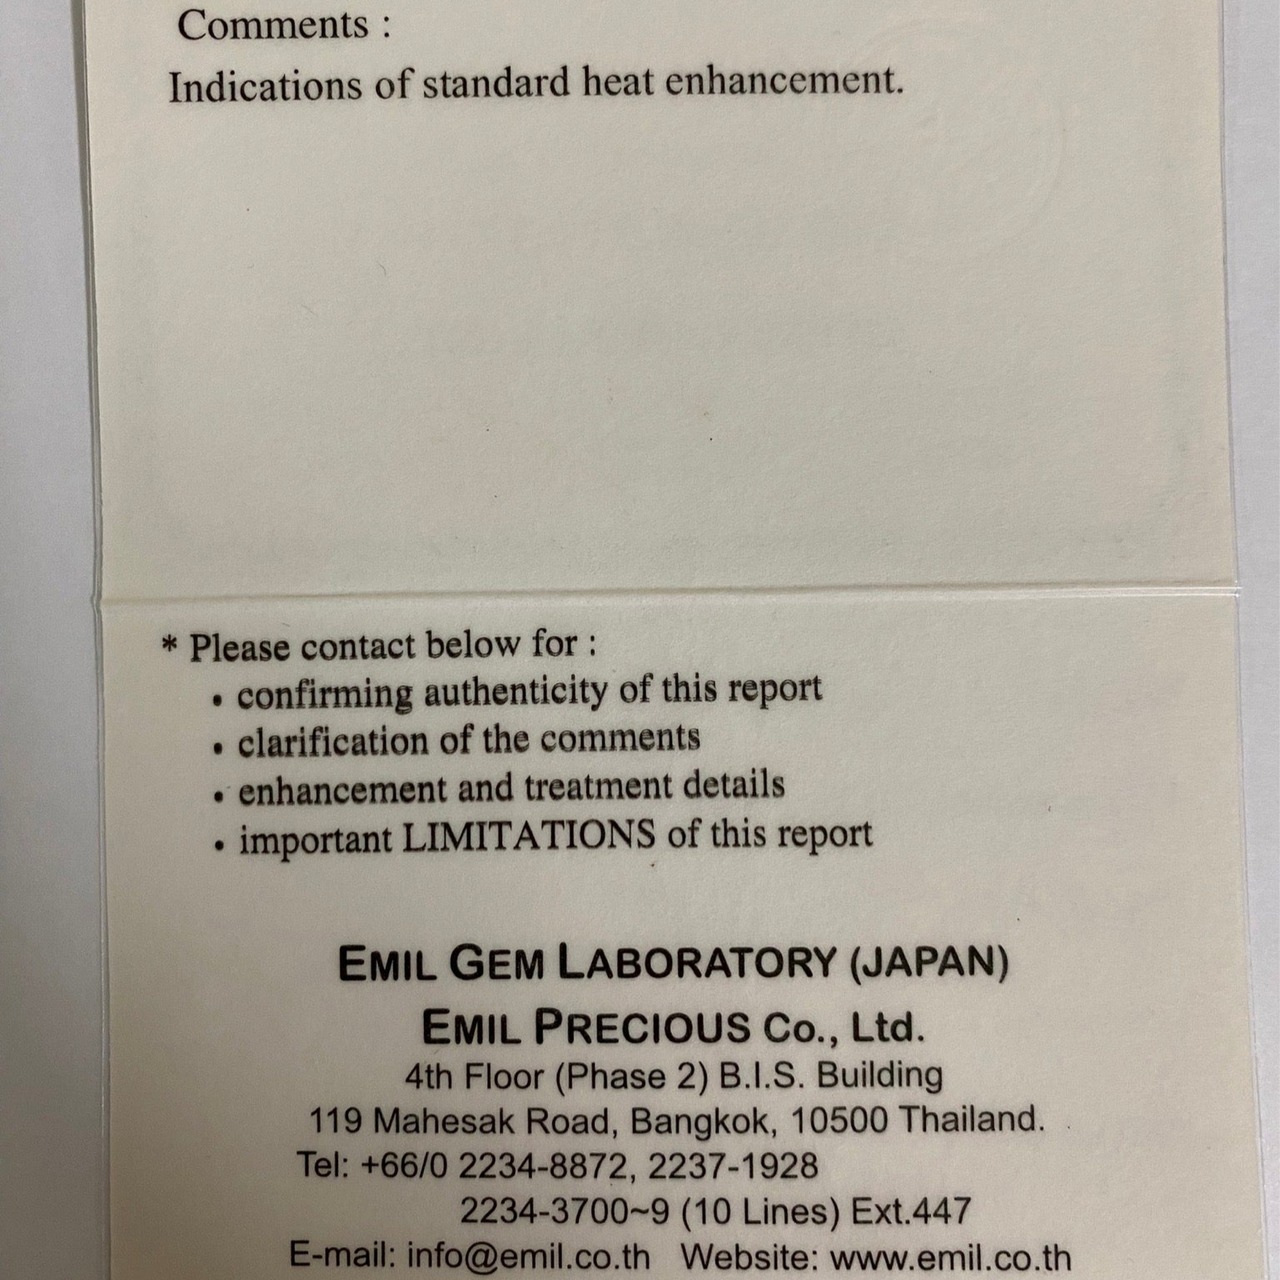 Comments :
Indications of standard heat enhancement.
* Please contact below for :
• confirming authenticity of this report
• clarification of the comments
• enhancement and treatment details
• important LIMITATIONS of this report
EMIL GEM LABORATORY (JAPAN)
EMIL PRECIOUS Co., Ltd.
4th Floor (Phase 2) B.I.S. Building
119 Mahesak Road, Bangkok, 10500 Thailand.
Tel: +66/0 2234-8872, 2237-1928
2234-3700~9 (10 Lines) Ext.447
E-mail: info@emil.co.th Website: www.emil.co.th